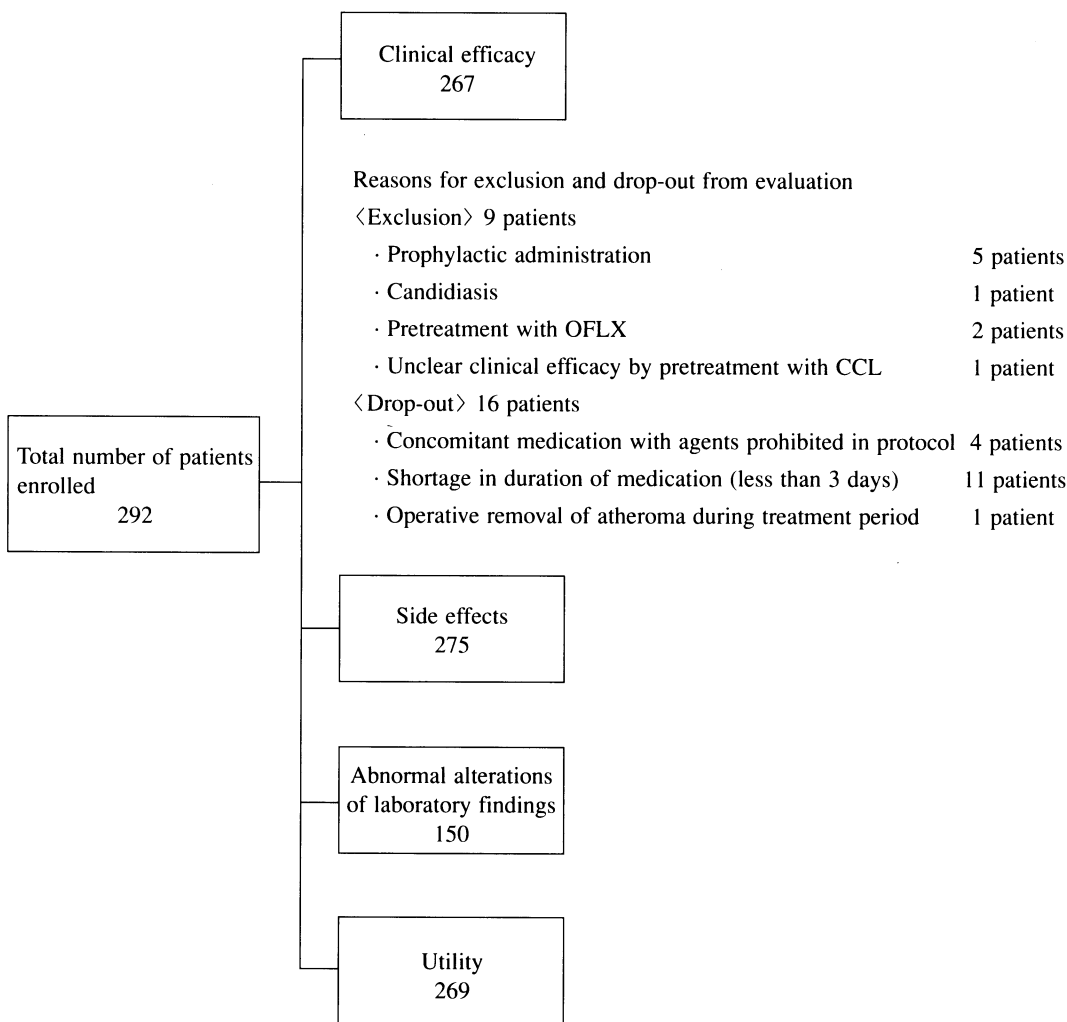 Clinical efficacy
267
Reasons for exclusion and drop-out from evaluation
〈Exclusion〉 9 patients
· Prophylactic administration 5 patients
· Candidiasis 1 patient
· Pretreatment with OFLX 2 patients
· Unclear clinical efficacy by pretreatment with CCL 1 patient
〈Drop-out〉 16 patients
· Concomitant medication with agents prohibited in protocol 4 patients
· Shortage in duration of medication (less than 3 days) 11 patients
· Operative removal of atheroma during treatment period 1 patient
Total number of patients
enrolled
292
Side effects
275
Abnormal alterations
of laboratory findings
150
Utility
269